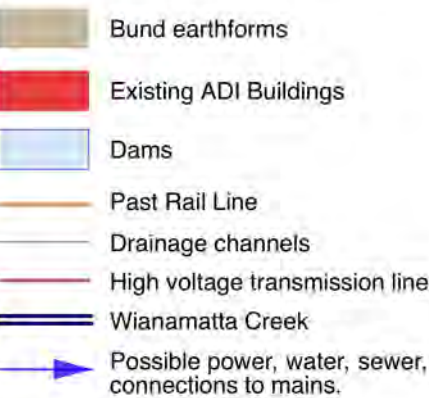 Bund earthforms
Existing ADI Buildings
Dams
Past Rail Line
Drainage channels
High voltage transmission line
Wianamatta Creek
Possible power, water, sewer,
connections to mains.